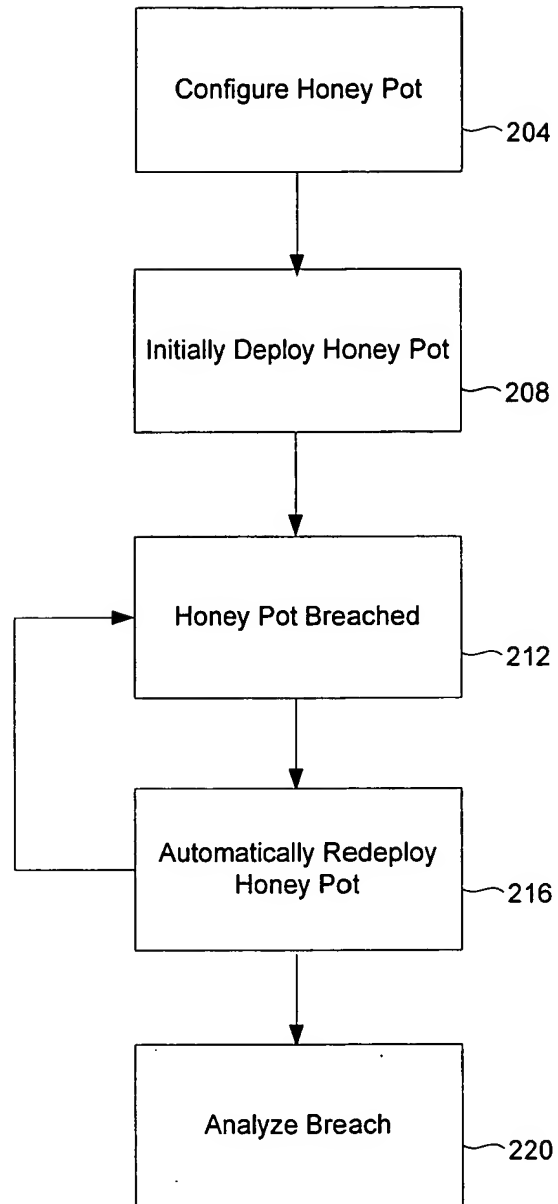 Configure Honey Pot
204
Initially Deploy Honey Pot
208
Honey Pot Breached
212
Automatically Redeploy
Honey Pot
216
Analyze Breach
220